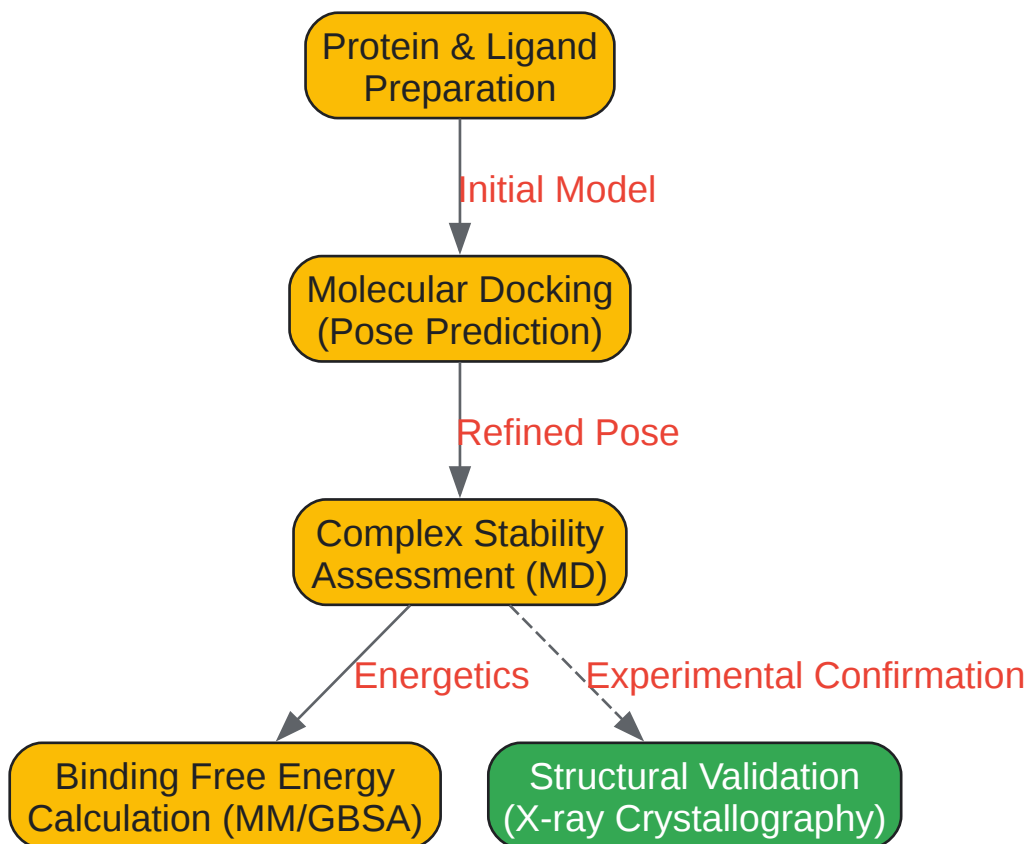 Protein & Ligand
Preparation
Initial Model
Molecular Docking
(Pose Prediction)
Refined Pose
Complex Stability
Assessment (MD)
Energetics
Experimental Confirmation
Binding Free Energy
Calculation (MM/GBSA)
Structural Validation
(X-ray Crystallography)